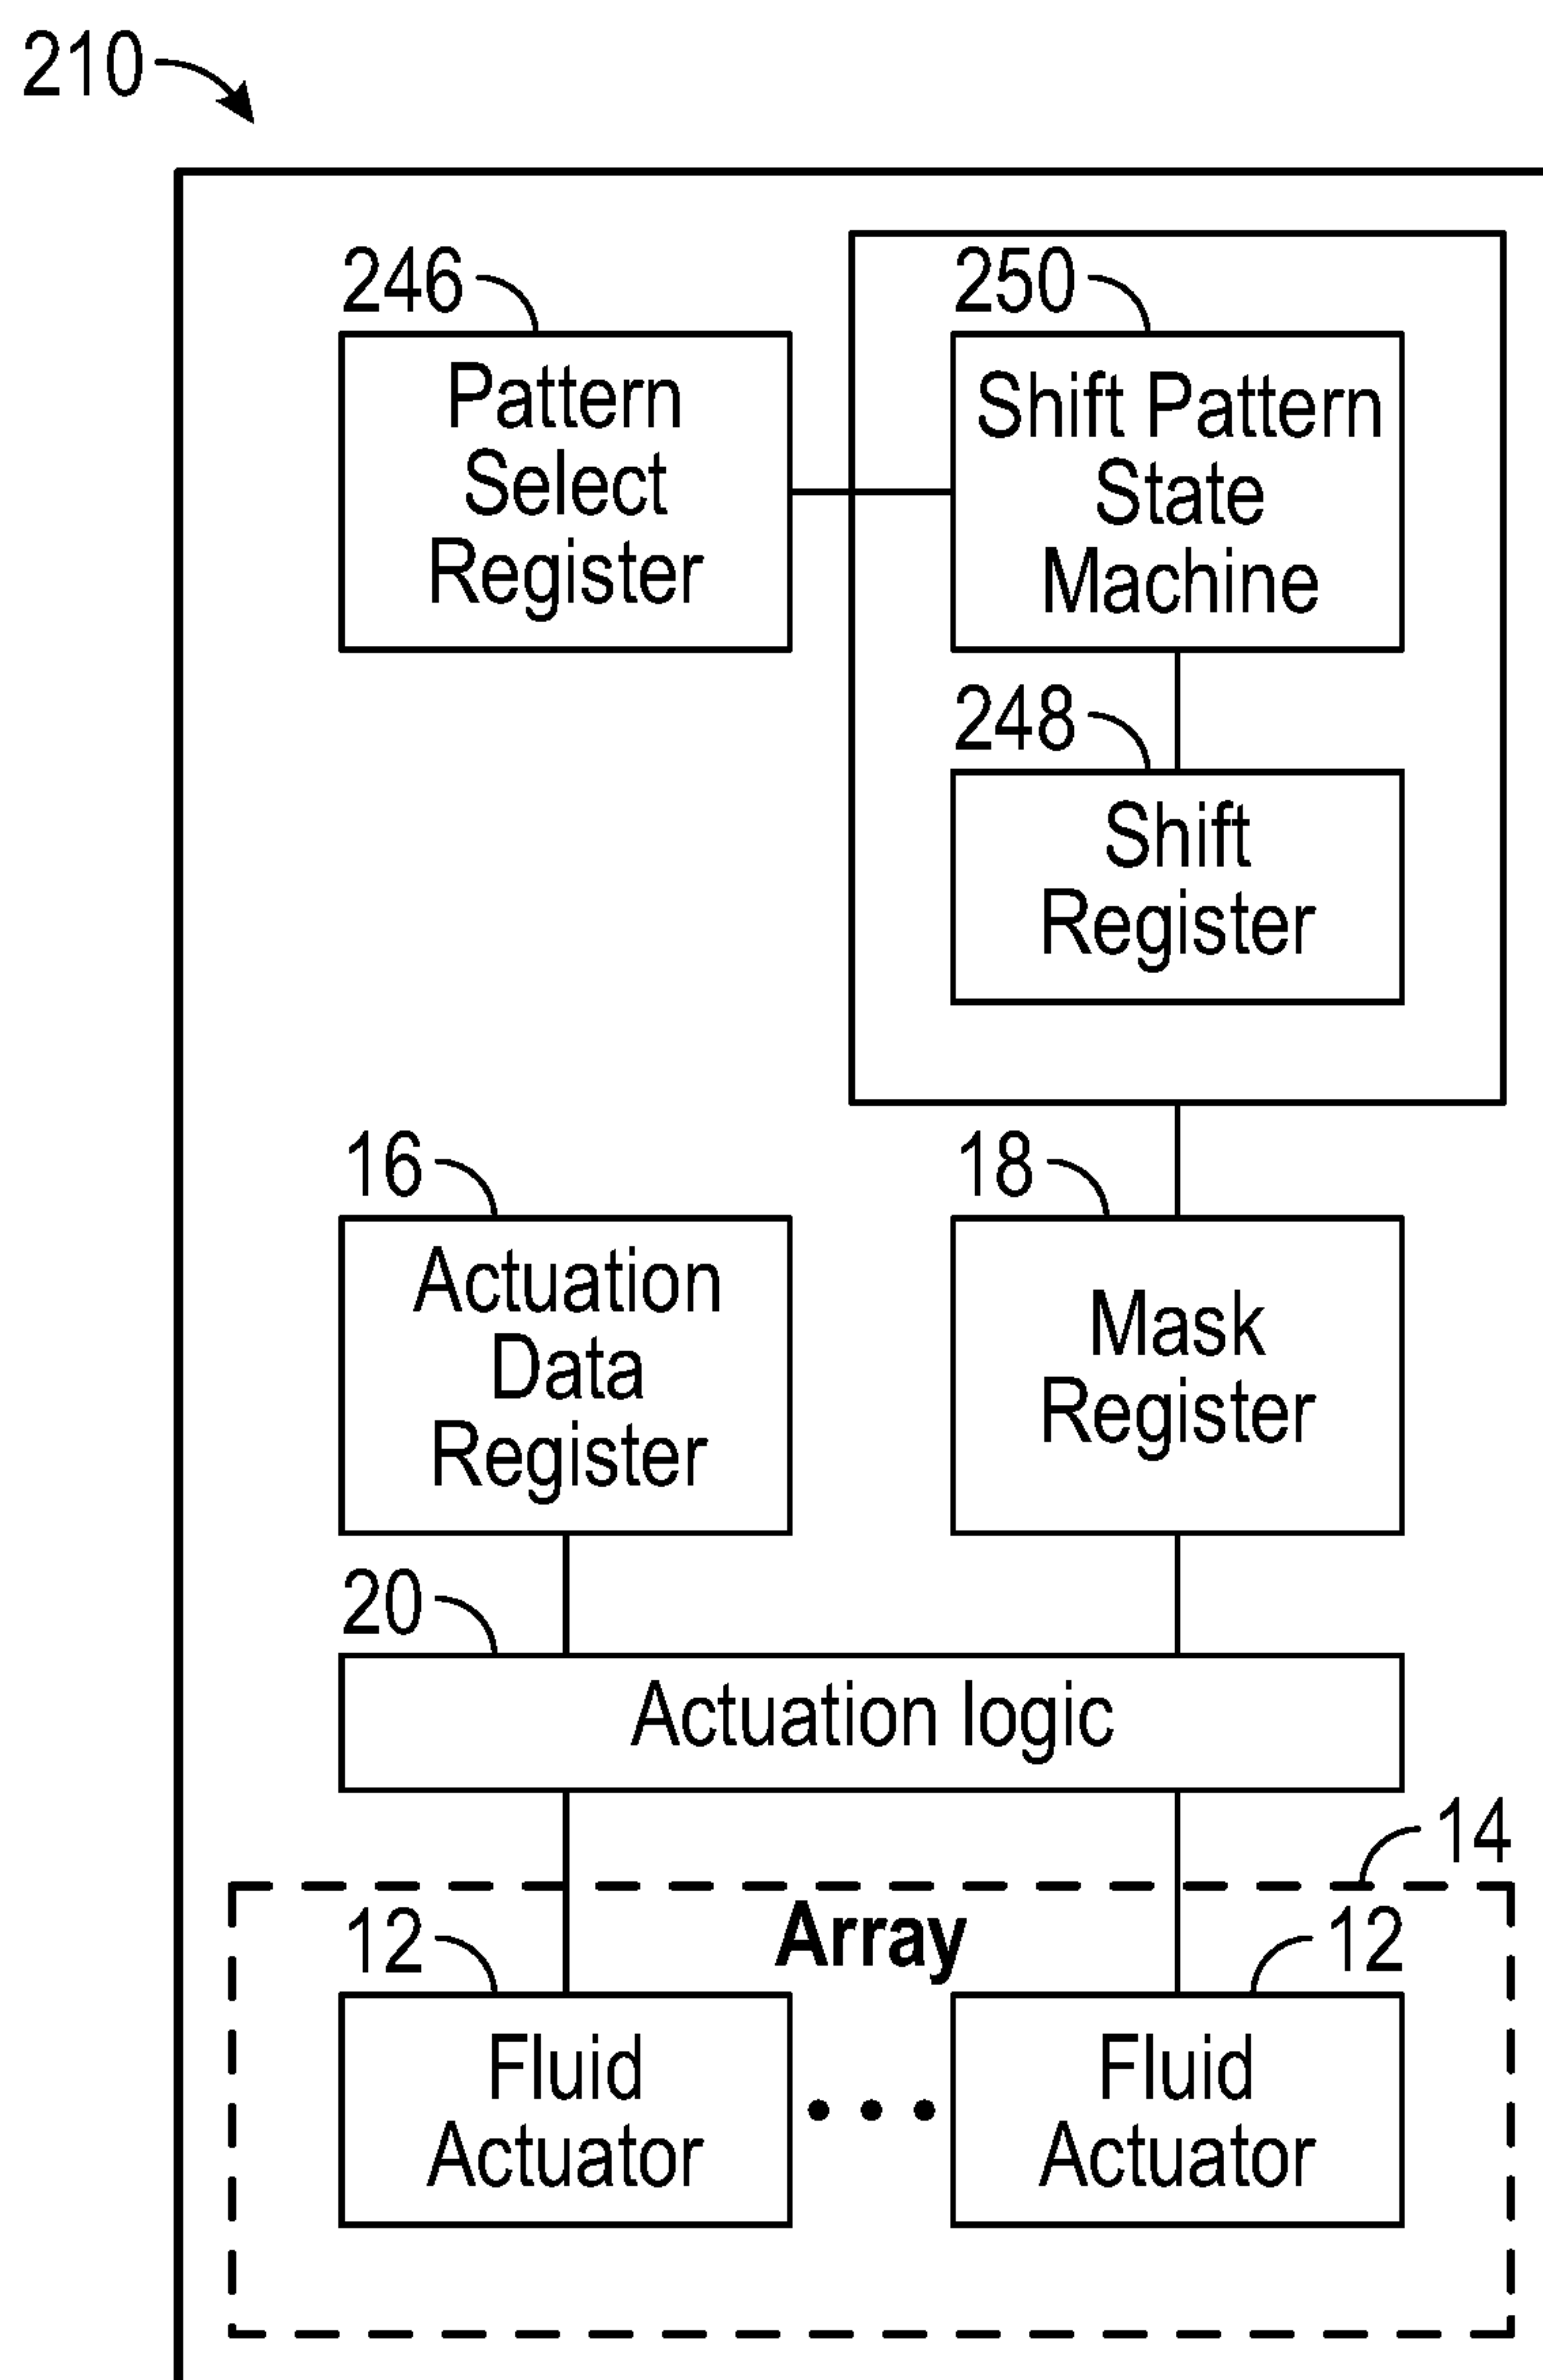 210
246
250
Pattern
Select
Register
Shift Pattern
State
Machine
248
Shift
Register
16
18
Actuation
Data
Register
Mask
Register
20
Actuation logic
14
Array
12
12
Fluid
Actuator
Fluid
Actuator